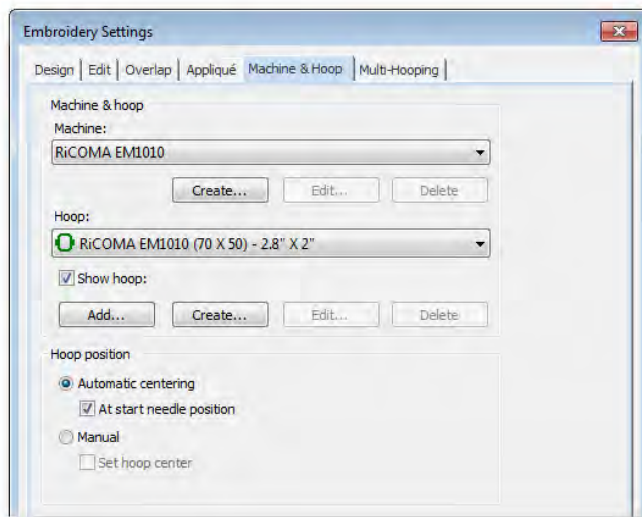 Embroidery Settings
Design Edit Overlap Appliqué Machine & Hoop Multi-Hooping
Machine & hoop
Machine:
RiCOMA EM1010
Create... Edit... Delete
Hoop:
RiCOMA EM1010 (70 X 50) - 2.8" X 2"
Show hoop:
Add... Create... Edit... Delete
Hoop position
Automatic centering
At start needle position
Manual
Set hoop center